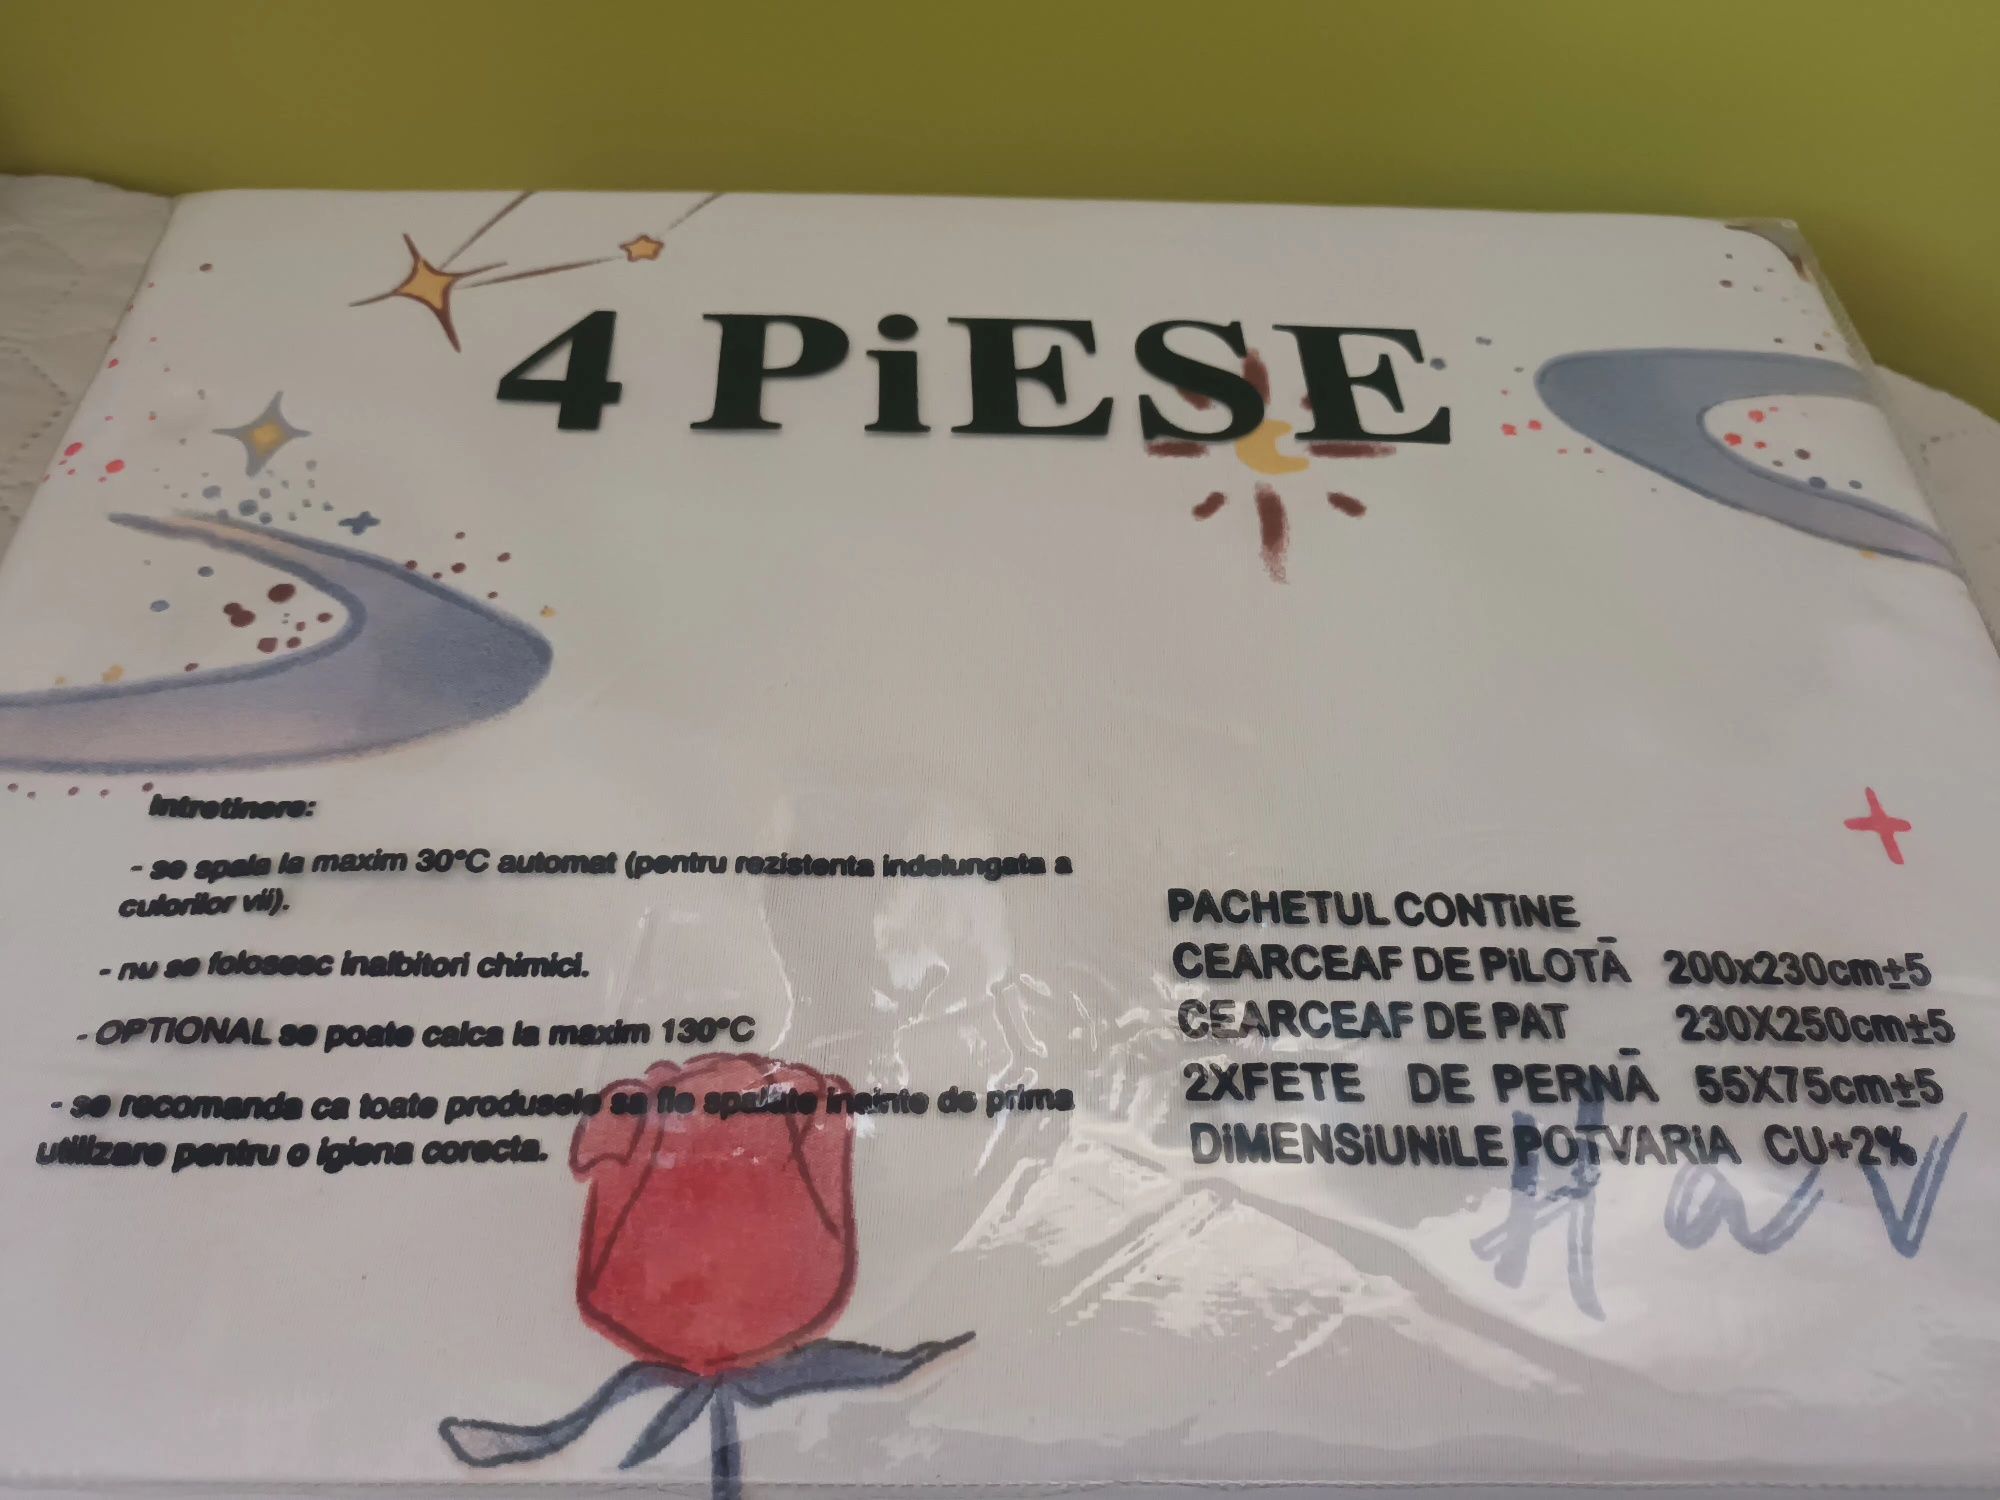 4 PiESE
Intretinere:
- se spala la maxim 30°C automat (pentru rezistenta indelungata a
culorilor vii).
- nu se folosesc inalbitori chimici.
- OPTIONAL se poate calca la maxim 130°C
- se recomanda ca toate produsele sa fie spalate inainte de prima
utilizare pentru o igiena corecta.
PACHETUL CONTiNE
CEARCEAF DE PiLOTĀ 200x230cm±5
CEARCEAF DE PAT 230X250cm±5
2XFETE DE PERNĀ 55X75cm±5
DiMENSiUNiLE POTVARiA CU+2%